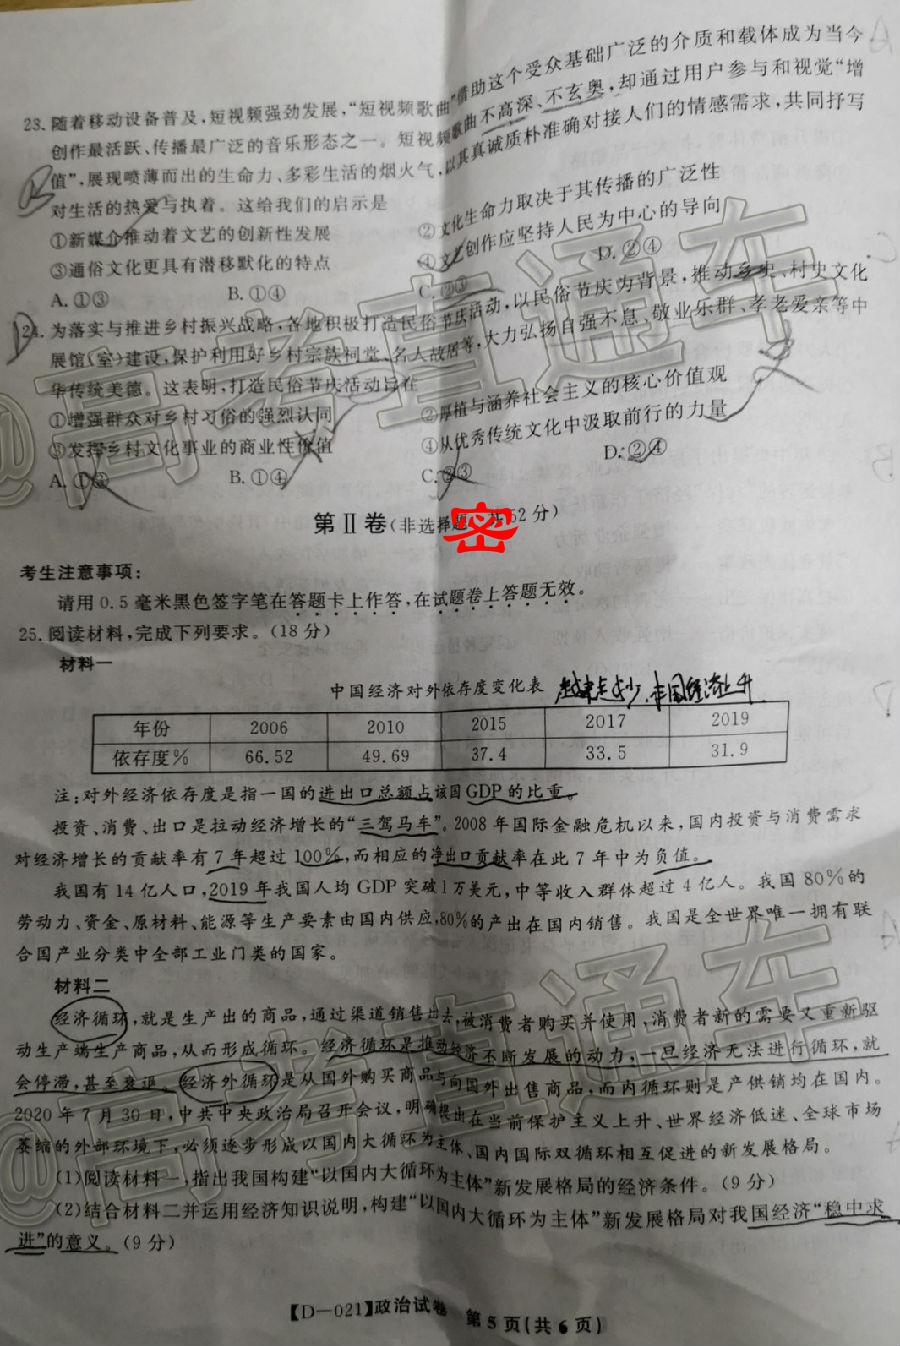 23.随着移动设备普及,短视频强劲发展,“短视频歌曲”借助这个受众基础广泛的介质和载体成为当今
创作最活跃、传播最广泛的音乐形态之一。短视频歌曲不高深、不玄奥,却通过用户参与和视觉“增
值”,展现喷薄而出的生命力、多彩生活的烟火气,以其真诚质朴准确对接人们的情感需求,共同抒写
对生活的热爱与执着。这给我们的启示是
①新媒介推动着文艺的创新性发展 ②文化生命力取决于其传播的广泛性
③通俗文化更具有潜移默化的特点 ④文艺创作应坚持人民为中心的导向
A.①③ B.①④ C.②③ D.②④
24.为落实与推进乡村振兴战略,各地积极打造民俗节庆活动,以民俗节庆为背景,推动乡史、村史文化
展馆(室)建设,保护利用好乡村宗族祠堂、名人故居等,大力弘扬自强不息、敬业乐群、孝老爱亲等中
华传统美德。这表明,打造民俗节庆活动旨在
①增强群众对乡村习俗的强烈认同 ②厚植与涵养社会主义的核心价值观
③发挥乡村文化事业的商业性价值 ④从优秀传统文化中汲取前行的力量
A.①③ B.①④ C.②③ D.②④
第Ⅱ卷(非选择题 共52分)
密
考生注意事项:
请用0.5毫米黑色签字笔在答题卡上作答,在试题卷上答题无效。
25.阅读材料,完成下列要求。(18分)
材料一
中国经济对外依存度变化表
年份 2006 2010 2015 2017 2019
依存度% 66.52 49.69 37.4 33.5 31.9
注:对外经济依存度是指一国的进出口总额占该国GDP的比重。
投资、消费、出口是拉动经济增长的“三驾马车”。2008年国际金融危机以来,国内投资与消费需求
对经济增长的贡献率有7年超过100%,而相应的净出口贡献率在此7年中为负值。
我国有14亿人口,2019年我国人均GDP突破1万美元,中等收入群体超过4亿人。我国80%的
劳动力、资金、原材料、能源等生产要素由国内供应,80%的产出在国内销售。我国是全世界唯一拥有联
合国产业分类中全部工业门类的国家。
材料二
经济循环,就是生产出的商品,通过渠道销售出去,被消费者购买并使用,消费者新的需要又重新驱
动生产端生产商品,从而形成循环。经济循环是推动经济不断发展的动力,一旦经济无法进行循环,就
会停滞,甚至衰退。经济外循环是从国外购买商品与向国外出售商品,而内循环则是产供销均在国内。
2020年7月30日,中共中央政治局召开会议,明确提出在当前保护主义上升、世界经济低迷、全球市场
萎缩的外部环境下,必须逐步形成以国内大循环为主体、国内国际双循环相互促进的新发展格局。
(1)阅读材料一,指出我国构建“以国内大循环为主体”新发展格局的经济条件。(9分)
(2)结合材料二并运用经济知识说明,构建“以国内大循环为主体”新发展格局对我国经济“稳中求
进”的意义。(9分)
【D—021】政治试卷 第5页(共6页)
@高考直通车
@高考直通车